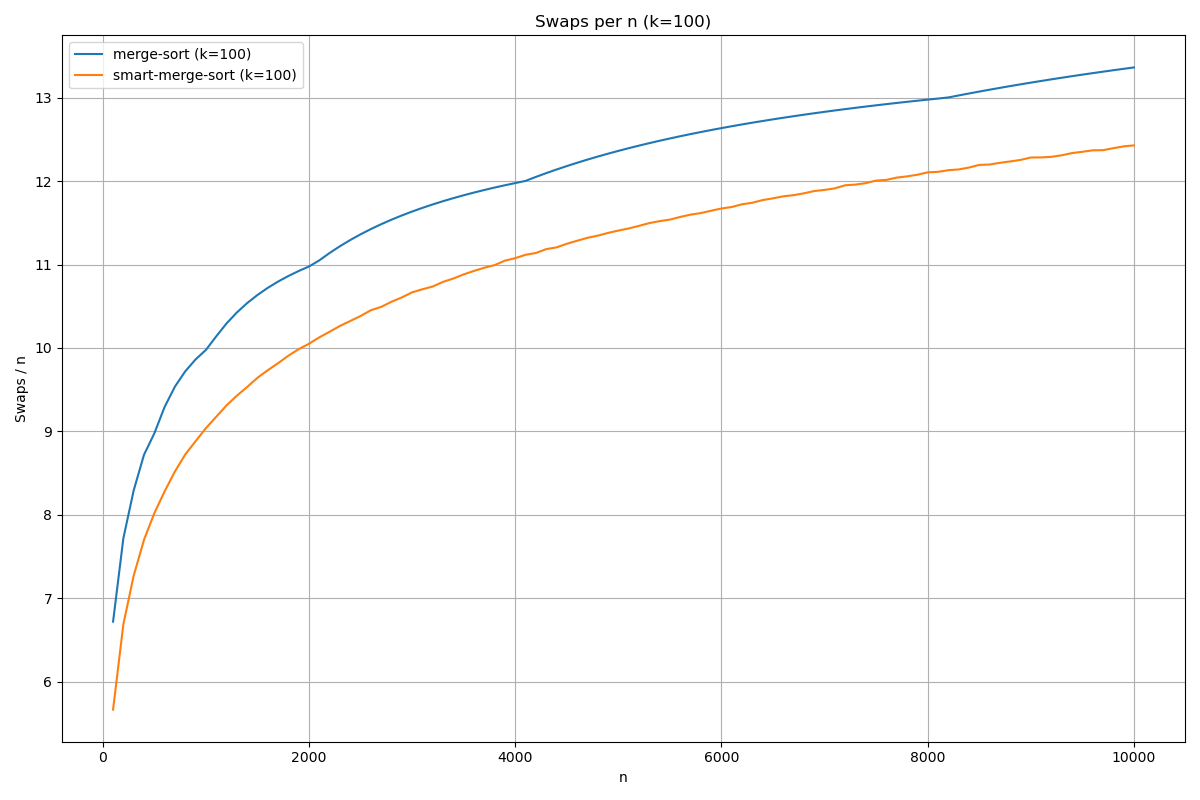 Swaps per n (k=100)
merge-sort (k=100)
smart-merge-sort (k=100)
13
12
11
10
9
8
7
6
Swaps / n
0 2000 4000 6000 8000 10000
n